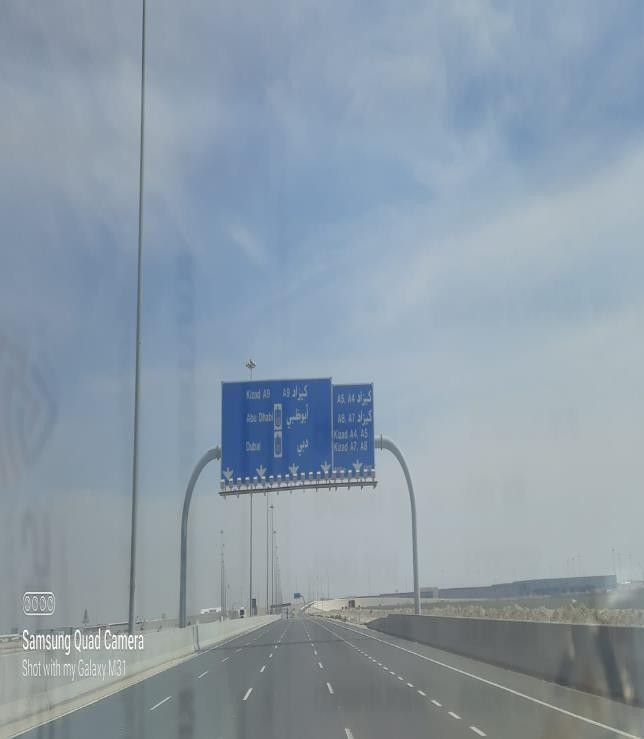 Kizad A9 كيزاد A9
Abu Dhabi أبوظبي
Dubai دبي
كيزاد A5, A4
كيزاد A8, A7
Kizad A4, A5
Kizad A7, A8
Samsung Quad Camera
Shot with my Galaxy M31